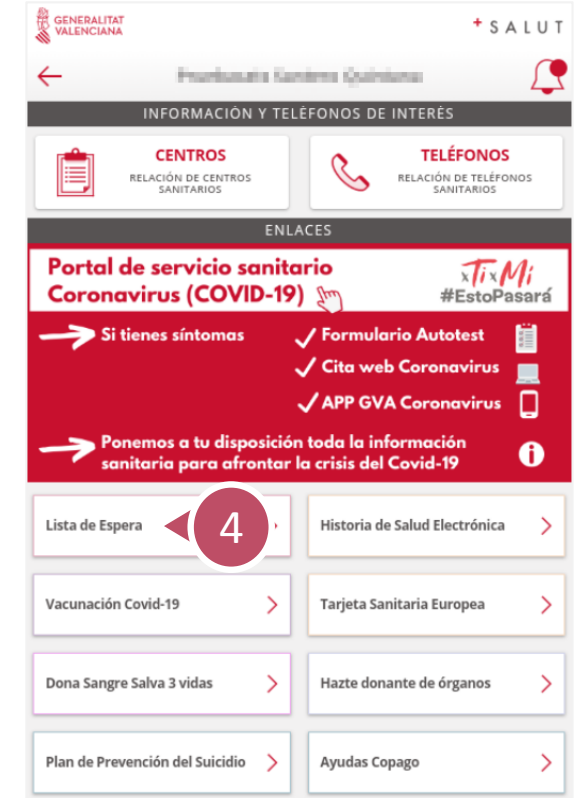 GENERALITAT
VALENCIANA
+ SALUT
INFORMACIÓN Y TELÉFONOS DE INTERÉS
CENTROS
RELACIÓN DE CENTROS
SANITARIOS
TELÉFONOS
RELACIÓN DE TELÉFONOS
SANITARIOS
ENLACES
Portal de servicio sanitario
Coronavirus (COVID-19)
xTixMi
#EstoPasará
Si tienes síntomas
Formulario Autotest
Cita web Coronavirus
APP GVA Coronavirus
Ponemos a tu disposición toda la información
sanitaria para afrontar la crisis del Covid-19
Lista de Espera
4
Historia de Salud Electrónica
Vacunación Covid-19
Tarjeta Sanitaria Europea
Dona Sangre Salva 3 vidas
Hazte donante de órganos
Plan de Prevención del Suicidio
Ayudas Copago